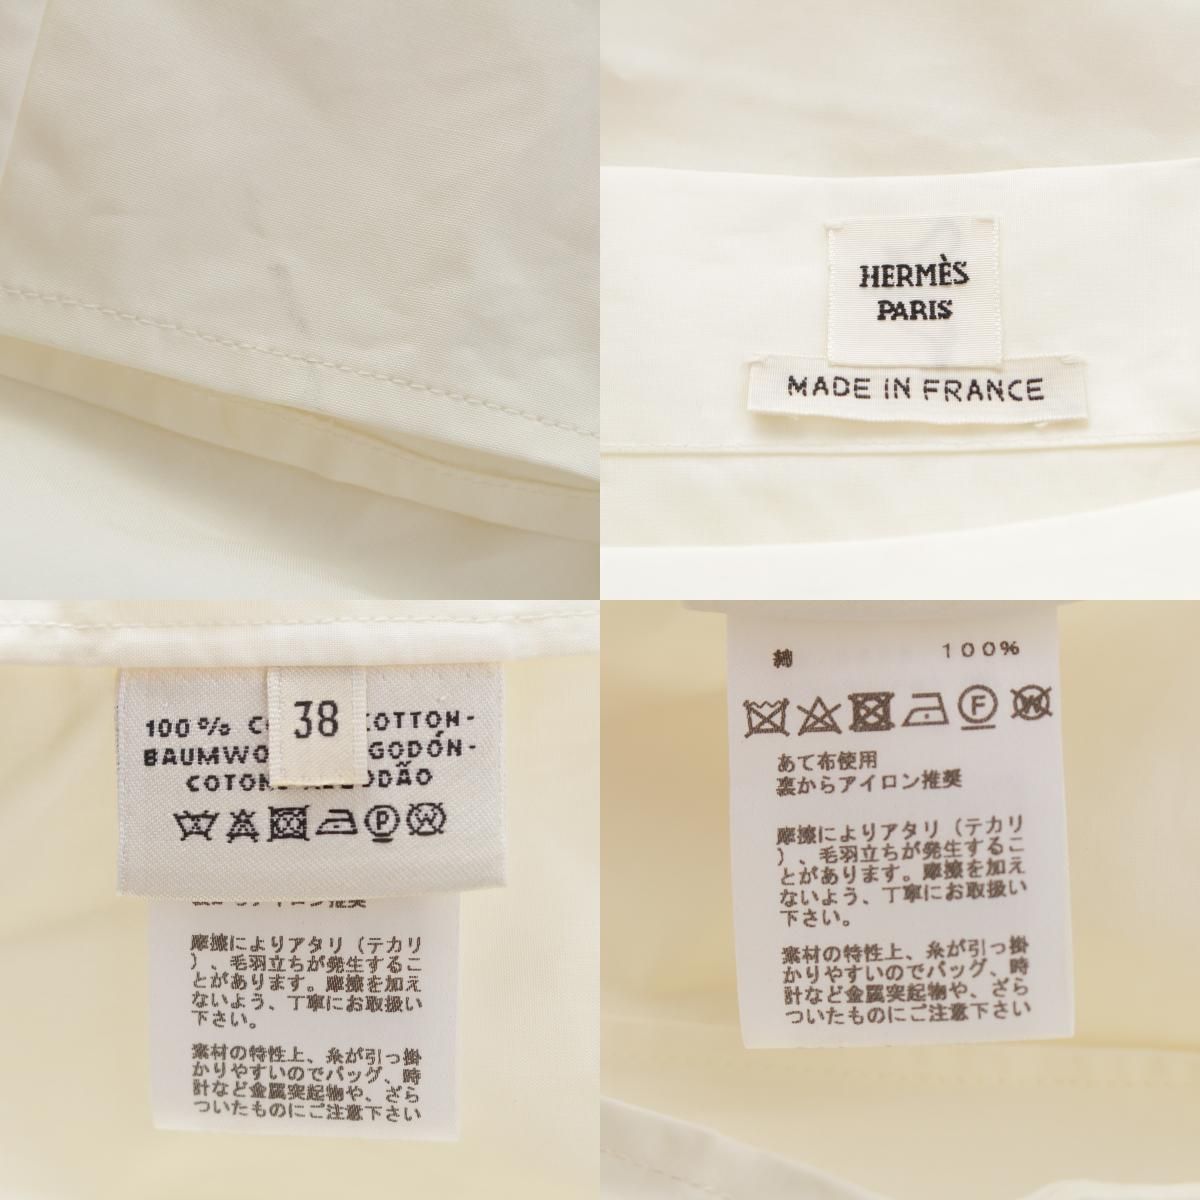 HERMÈS
PARIS
MADE IN FRANCE
38
100% C OTTON-
BAUMWO GODÓN-
COTON ODÃO
P W
摩擦によりアタリ（テカリ
）、毛羽立ちが発生するこ
とがあります。摩擦を加え
ないよう、丁寧にお取扱い
下さい。
素材の特性上、糸が引っ掛
かりやすいのでバッグ、時
計など金属突起物や、ざら
ついたものにご注意下さい
綿 100%
F W
あて布使用
裏からアイロン推奨
摩擦によりアタリ（テカリ
）、毛羽立ちが発生するこ
とがあります。摩擦を加え
ないよう、丁寧にお取扱い
下さい。
素材の特性上、糸が引っ掛
かりやすいのでバッグ、時
計など金属突起物や、ざら
ついたものにご注意下さい